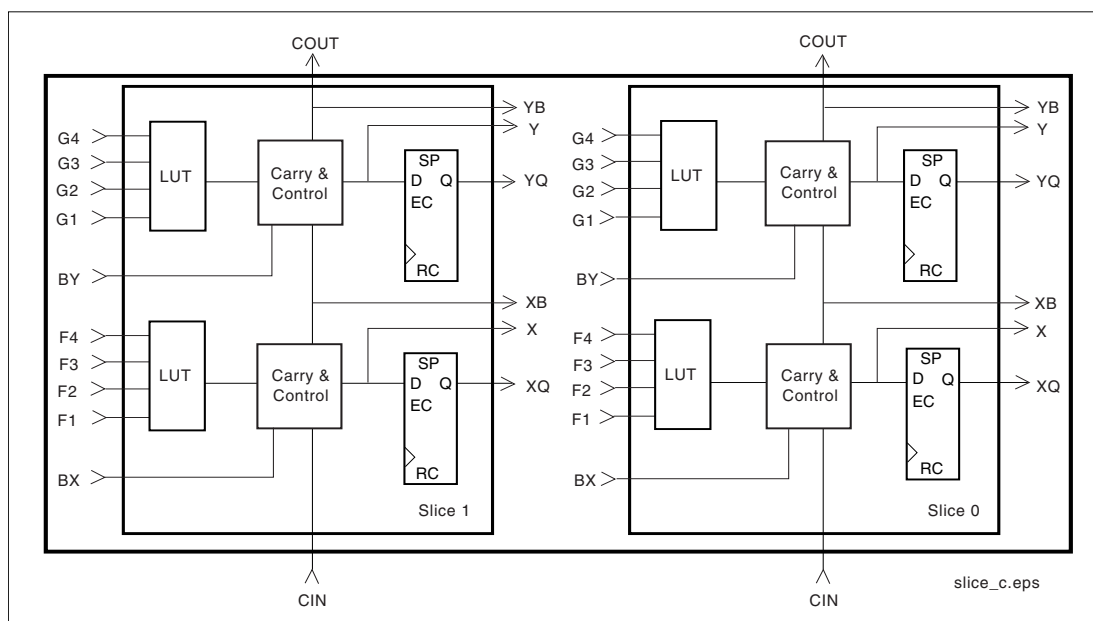 COUT
COUT
YB
Y
G4
G3
G2
G1
LUT
Carry &
Control
SP
D Q
EC
RC
YQ
BY
XB
X
F4
F3
F2
F1
LUT
Carry &
Control
SP
D Q
EC
RC
XQ
BX
Slice 1
CIN
YB
Y
G4
G3
G2
G1
LUT
Carry &
Control
SP
D Q
EC
RC
YQ
BY
XB
X
F4
F3
F2
F1
LUT
Carry &
Control
SP
D Q
EC
RC
XQ
BX
Slice 0
CIN
slice_c.eps